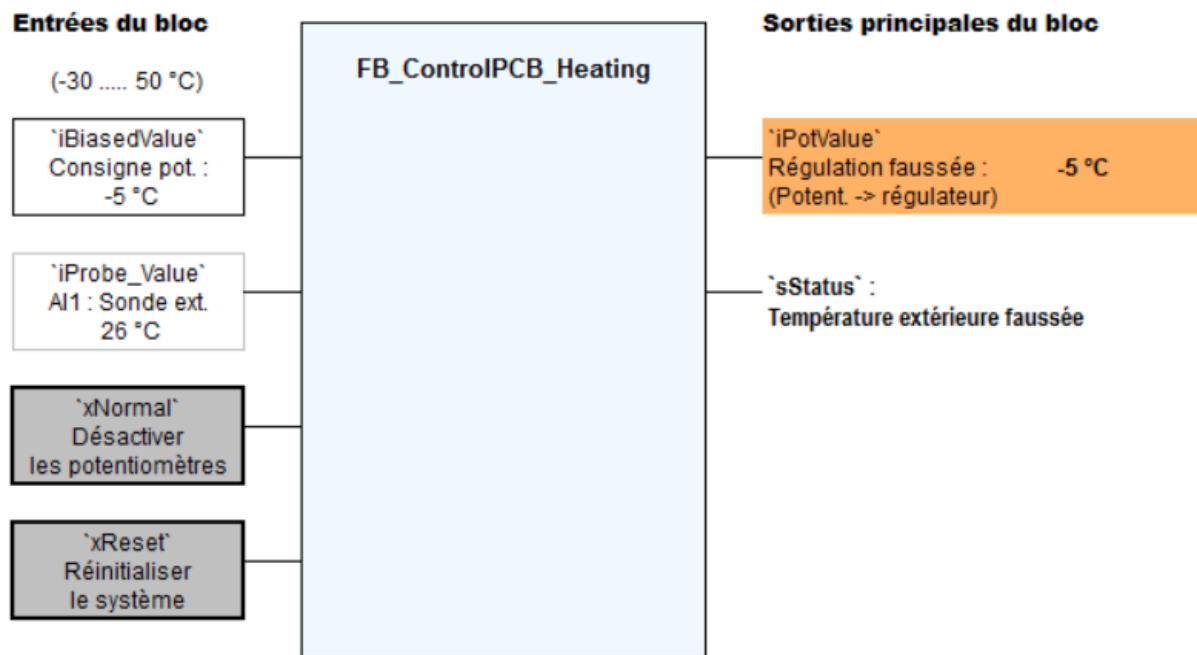 Entrées du bloc
(-30 ..... 50 °C)
`iBiasedValue`
Consigne pot. :
-5 °C
`iProbe_Value`
AI1 : Sonde ext.
26 °C
`xNormal`
Désactiver
les potentiomètres
`xReset`
Réinitialiser
le système
FB_ControlPCB_Heating
Sorties principales du bloc
`iPotValue`
Régulation faussée : -5 °C
(Potent. -> régulateur)
`sStatus` :
Température extérieure faussée